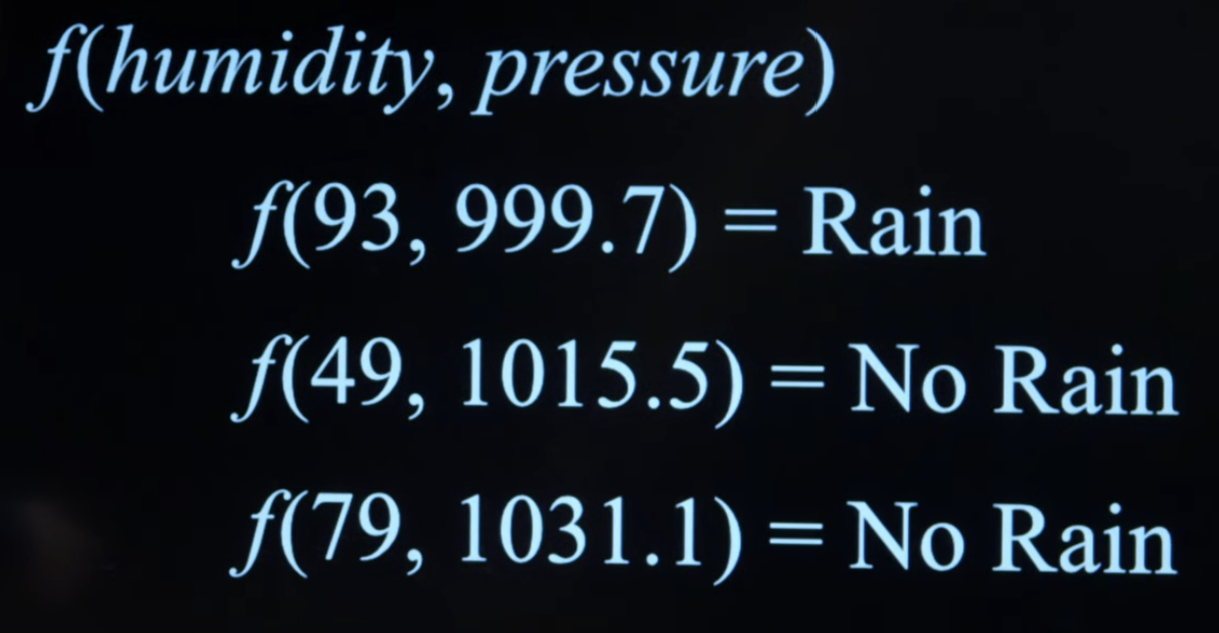 f(humidity, pressure)
f(93, 999.7) = Rain
f(49, 1015.5) = No Rain
f(79, 1031.1) = No Rain